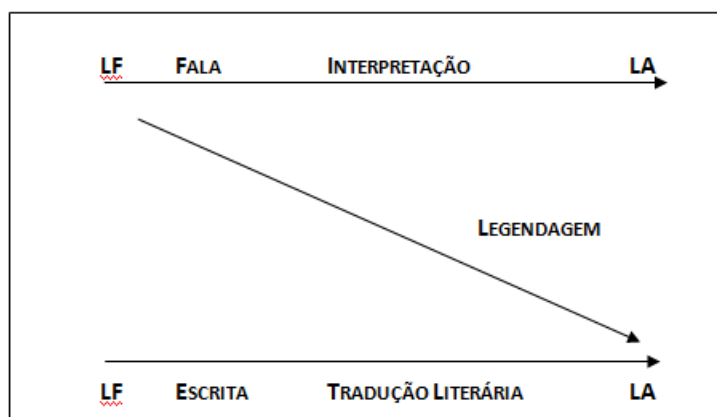 LF FALA INTERPRETAÇÃO LA
LEGENDAGEM
LF ESCRITA TRADUÇÃO LITERÁRIA LA